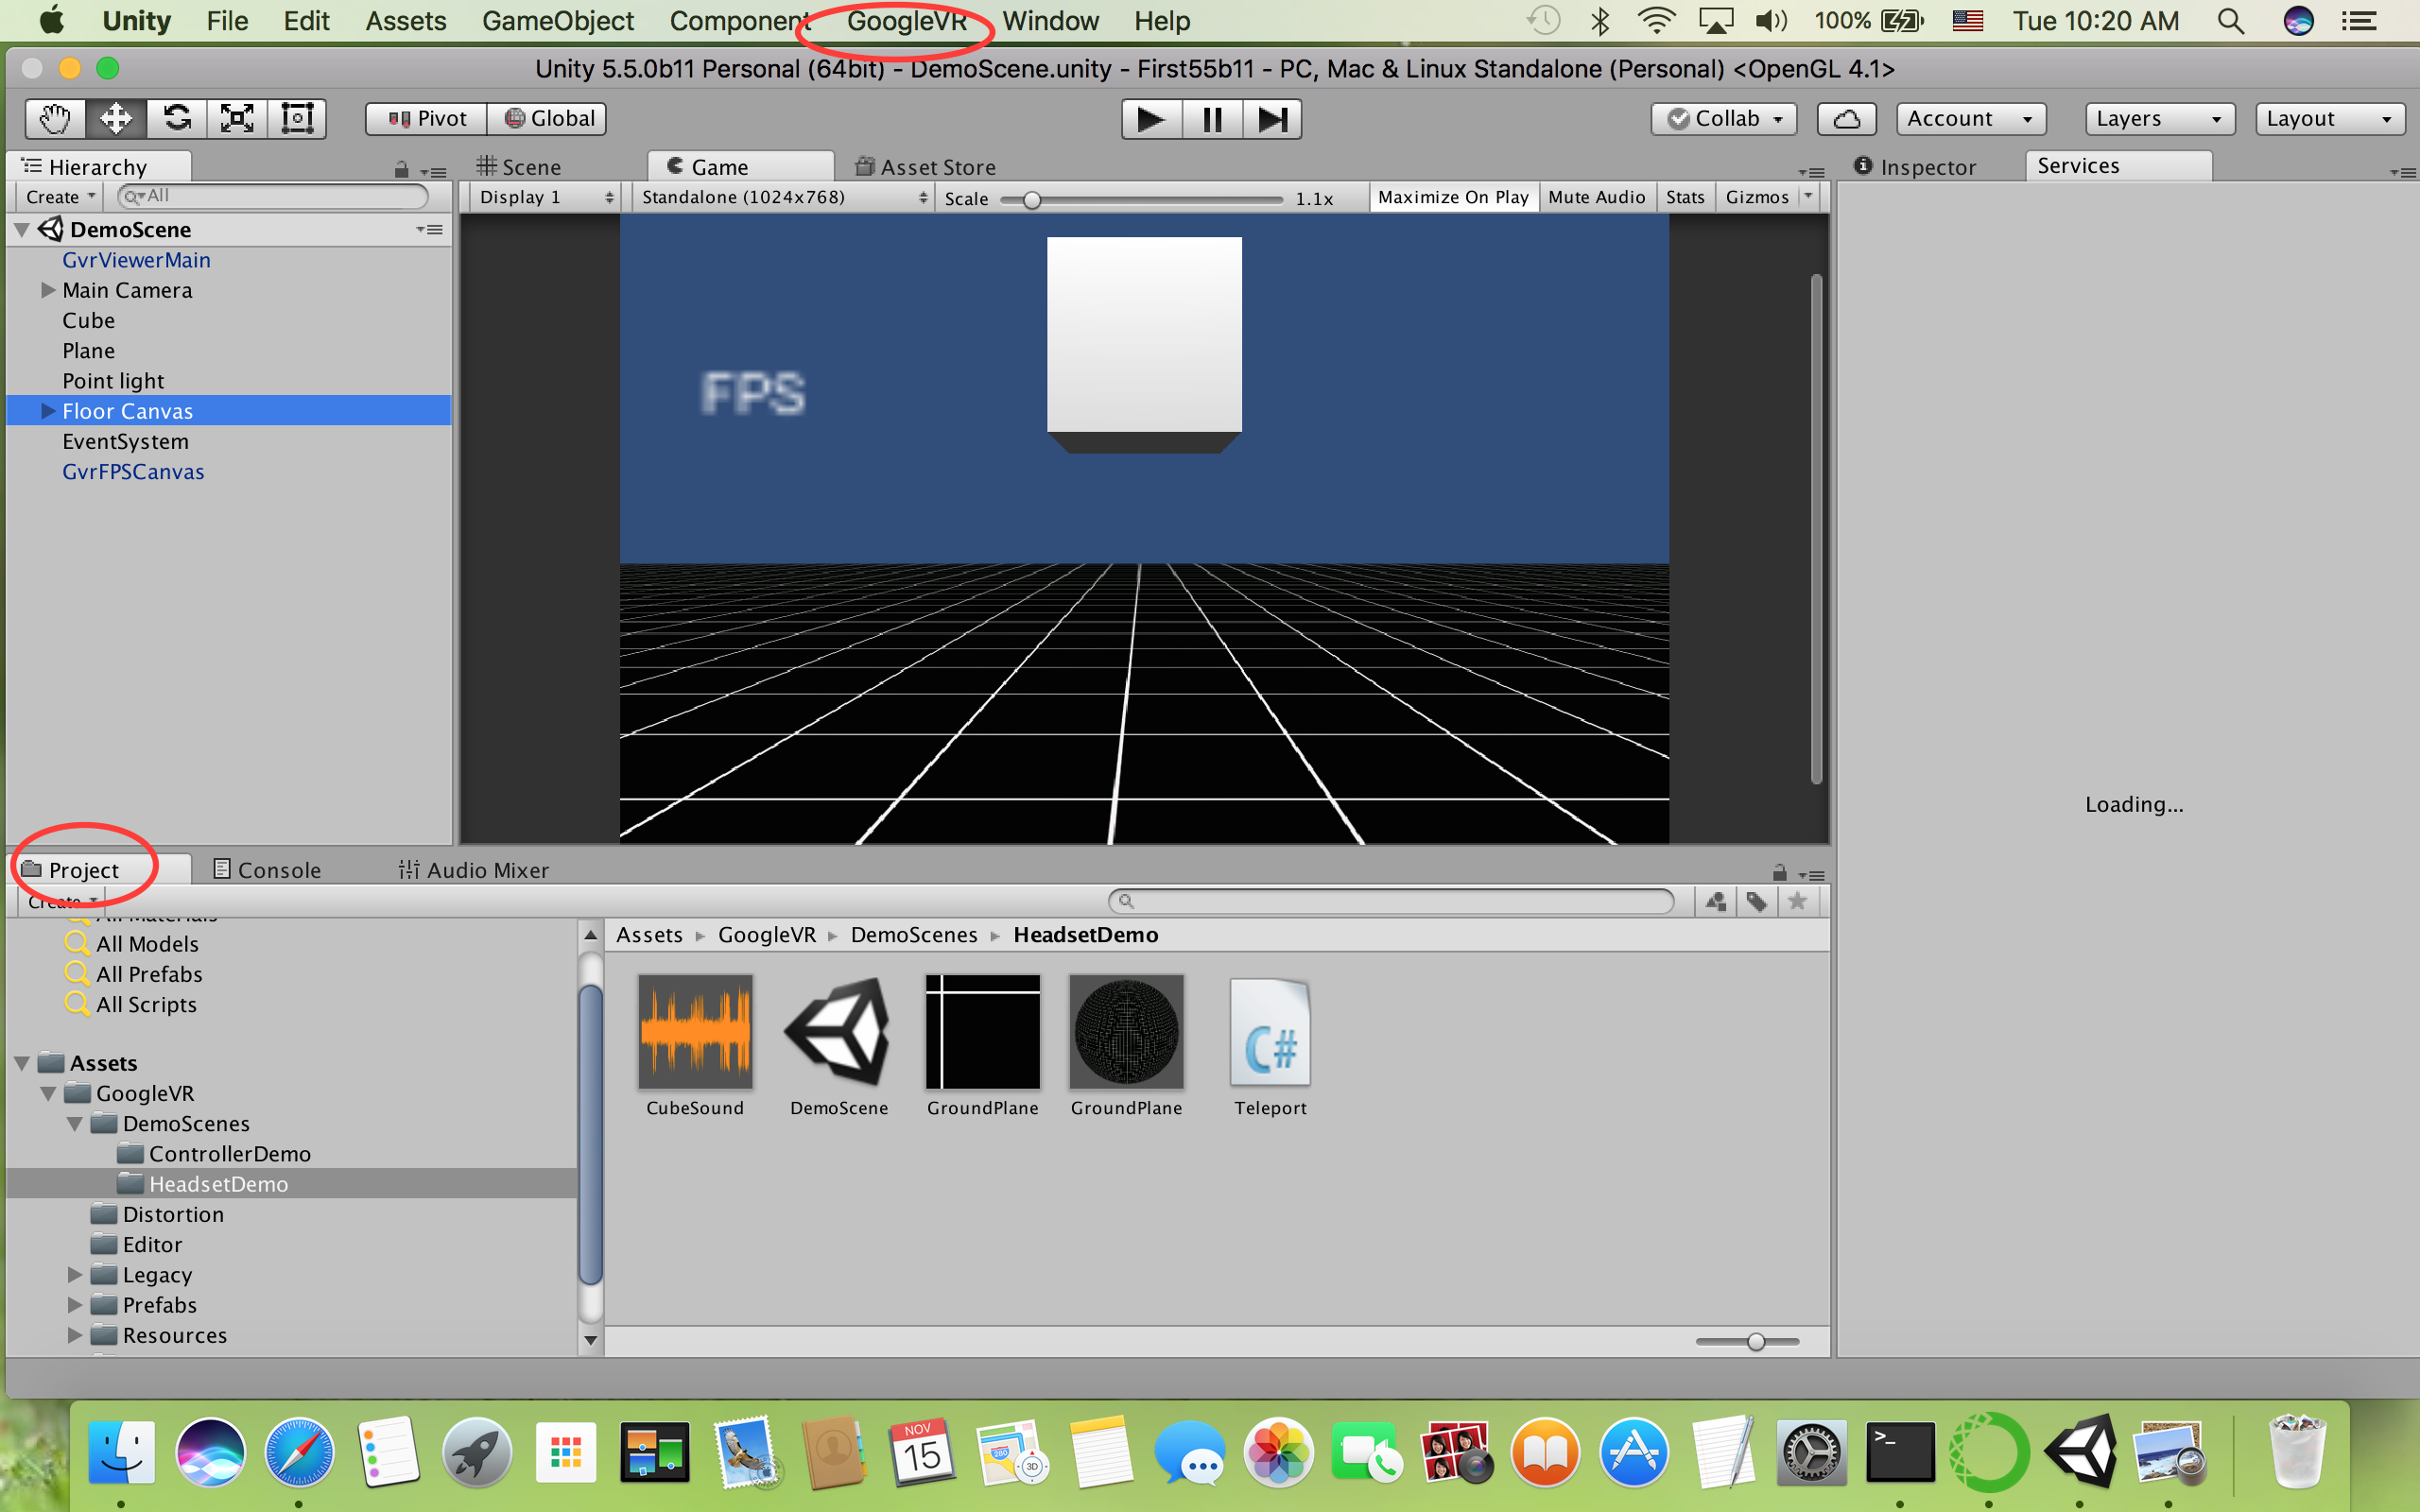 Unity File Edit Assets GameObject Component GoogleVR Window Help 100% Tue 10:20 AM
Unity 5.5.0b11 Personal (64bit) - DemoScene.unity - First55b11 - PC, Mac & Linux Standalone (Personal) <OpenGL 4.1>
Pivot Global Collab Account Layers Layout
Hierarchy Scene Game Asset Store Inspector Services
Create All Display 1 Standalone (1024x768) Scale 1.1x Maximize On Play Mute Audio Stats Gizmos
DemoScene
GvrViewerMain
Main Camera
Cube
Plane
Point light
Floor Canvas
EventSystem
GvrFPSCanvas
FPS
Loading...
Project Console Audio Mixer
Create
All Materials
All Models
All Prefabs
All Scripts
Assets
GoogleVR
DemoScenes
ControllerDemo
HeadsetDemo
Distortion
Editor
Legacy
Prefabs
Resources
Assets GoogleVR DemoScenes HeadsetDemo
C#
CubeSound DemoScene GroundPlane GroundPlane Teleport
NOV
15
280
3D
>_